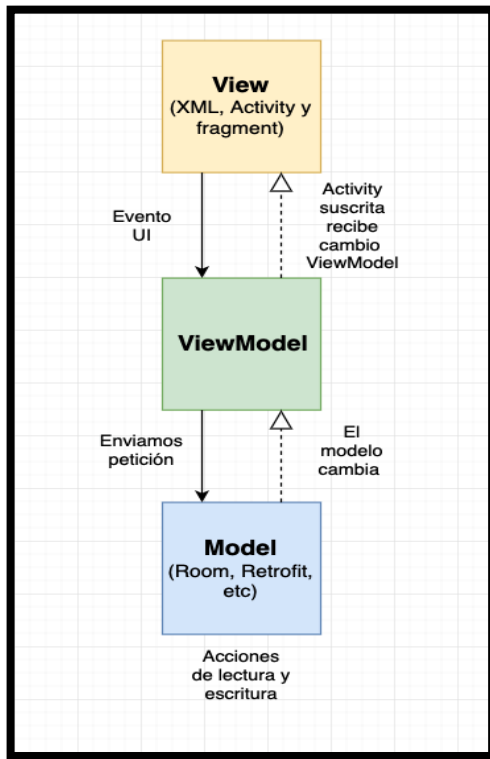 View
(XML, Activity y
fragment)
Evento
UI
Activity
suscrita
recibe
cambio
ViewModel
ViewModel
Enviamos
petición
El
modelo
cambia
Model
(Room, Retrofit,
etc)
Acciones
de lectura y
escritura